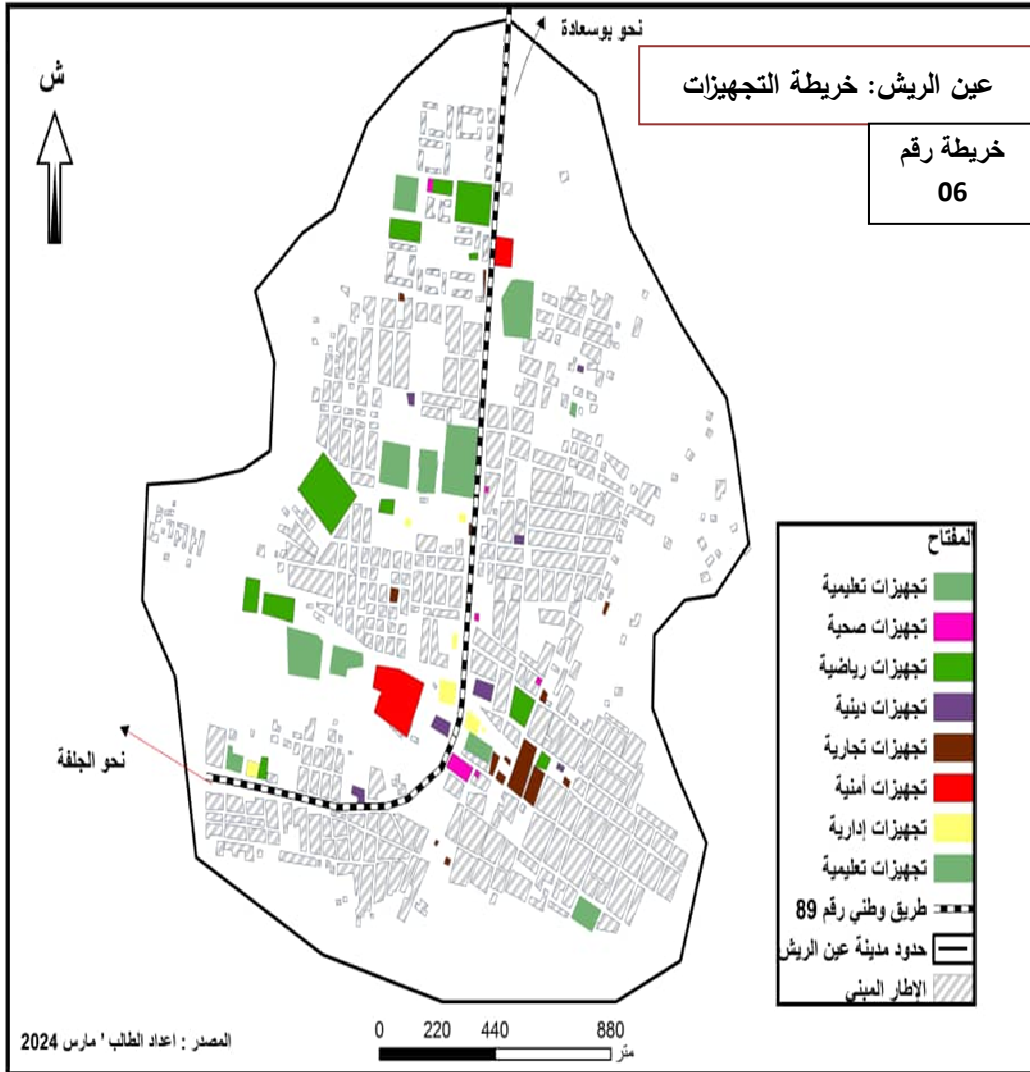 نحو بوسعادة
ش
عين الريش: خريطة التجهيزات
خريطة رقم
06
المفتاح
تجهيزات تعليمية
تجهيزات صحية
تجهيزات رياضية
تجهيزات دينية
تجهيزات تجارية
تجهيزات أمنية
تجهيزات إدارية
تجهيزات تعليمية
طريق وطني رقم 89
حدود مدينة عين الريش
الإطار المبني
نحو الجلفة
0 220 440 880
متر
المصدر : اعداد الطالب ' مارس 2024